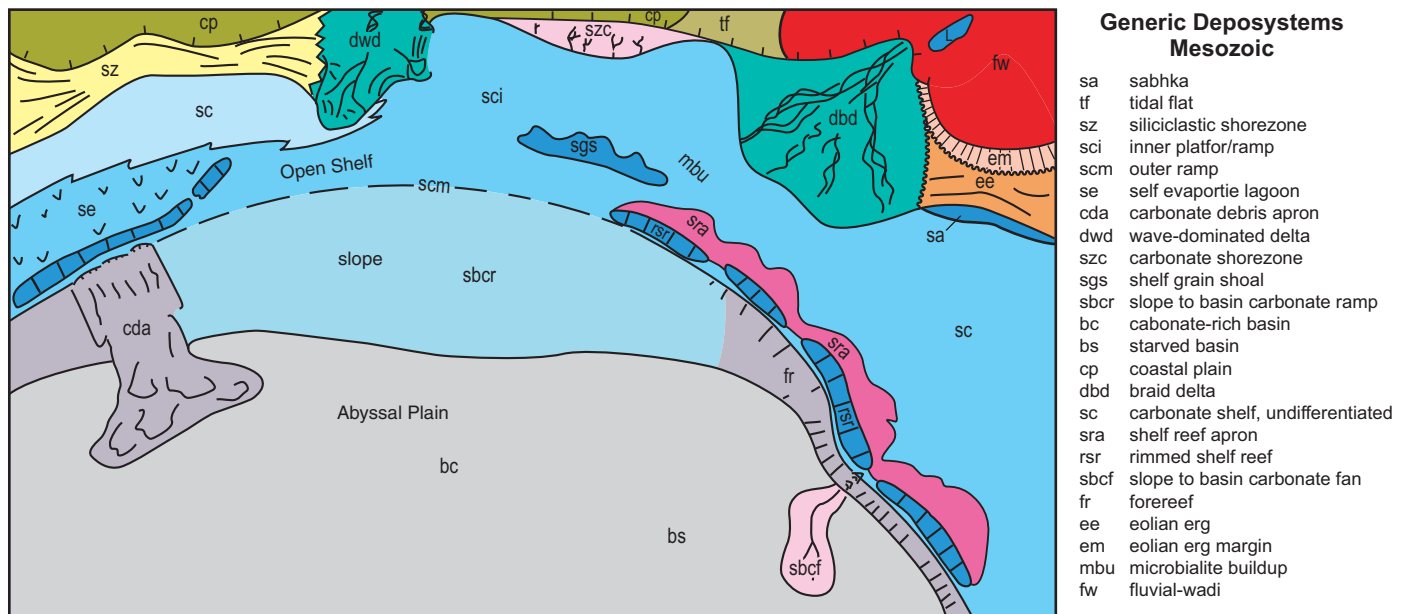 Generic Deposystems
Mesozoic
sa sabhka
tf tidal flat
sz siliciclastic shorezone
sci inner platfor/ramp
scm outer ramp
se self evaportie lagoon
cda carbonate debris apron
dwd wave-dominated delta
szc carbonate shorezone
sgs shelf grain shoal
sbcr slope to basin carbonate ramp
bc cabonate-rich basin
bs starved basin
cp coastal plain
dbd braid delta
sc carbonate shelf, undifferentiated
sra shelf reef apron
rsr rimmed shelf reef
sbcf slope to basin carbonate fan
fr forereef
ee eolian erg
em eolian erg margin
mbu microbialite buildup
fw fluvial-wadi
cp
dwd
szc
cp
tf
L
fw
sz
sc
sci
dbd
sgs
mbu
em
ee
Open Shelf
scm
se
sa
rsr
sra
slope
sbcr
cda
sc
sra
fr
rsr
Abyssal Plain
bc
bs
sbcf